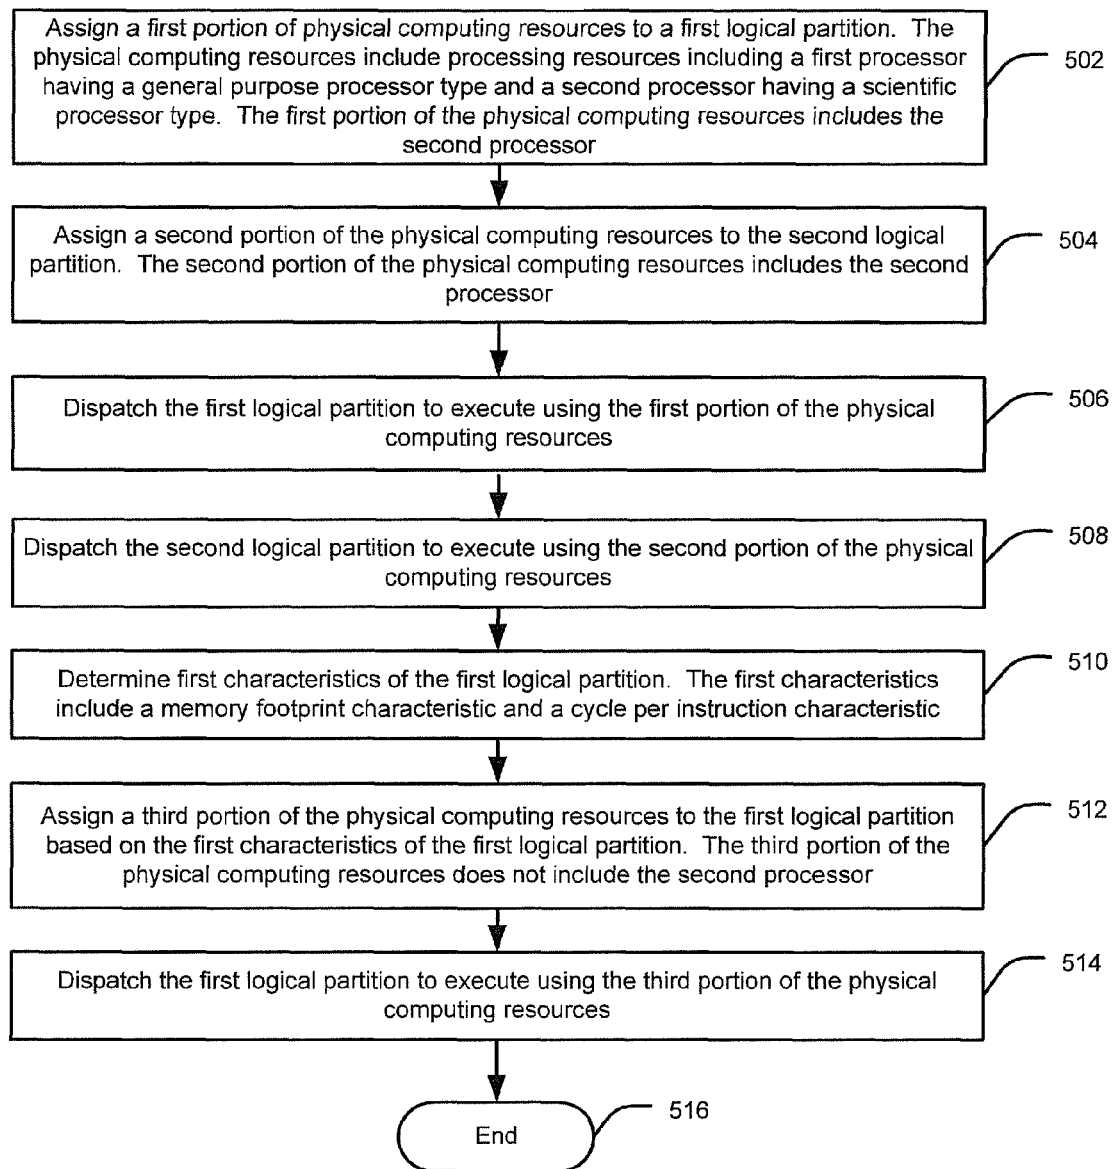 Assign a first portion of physical computing resources to a first logical partition. The
physical computing resources include processing resources including a first processor
having a general purpose processor type and a second processor having a scientific
processor type. The first portion of the physical computing resources includes the
second processor
502
Assign a second portion of the physical computing resources to the second logical
partition. The second portion of the physical computing resources includes the second
processor
504
Dispatch the first logical partition to execute using the first portion of the physical
computing resources
506
Dispatch the second logical partition to execute using the second portion of the physical
computing resources
508
Determine first characteristics of the first logical partition. The first characteristics
include a memory footprint characteristic and a cycle per instruction characteristic
510
Assign a third portion of the physical computing resources to the first logical partition
based on the first characteristics of the first logical partition. The third portion of the
physical computing resources does not include the second processor
512
Dispatch the first logical partition to execute using the third portion of the physical
computing resources
514
End
516